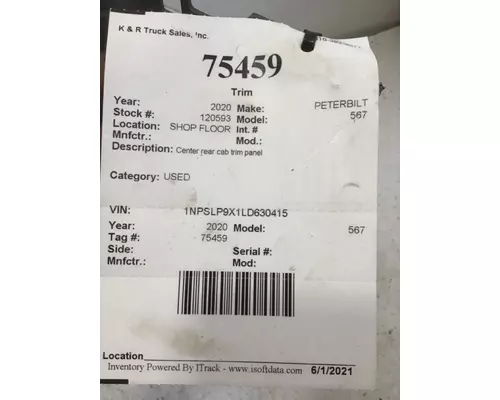 K & R Truck Sales, Inc.
75459
Trim
Year: 2020 Make: PETERBILT
Stock #: 120593 Model: 567
Location: SHOP FLOOR Int. #
Mnfctr.: Mod.:
Description: Center rear cab trim panel
Category: USED
VIN: 1NPSLP9X1LD630415
Year: 2020 Model: 567
Tag #: 75459
Side: Serial #:
Mnfctr.: Mod:
Location
Inventory Powered By ITrack - www.isoftdata.com 6/1/2021